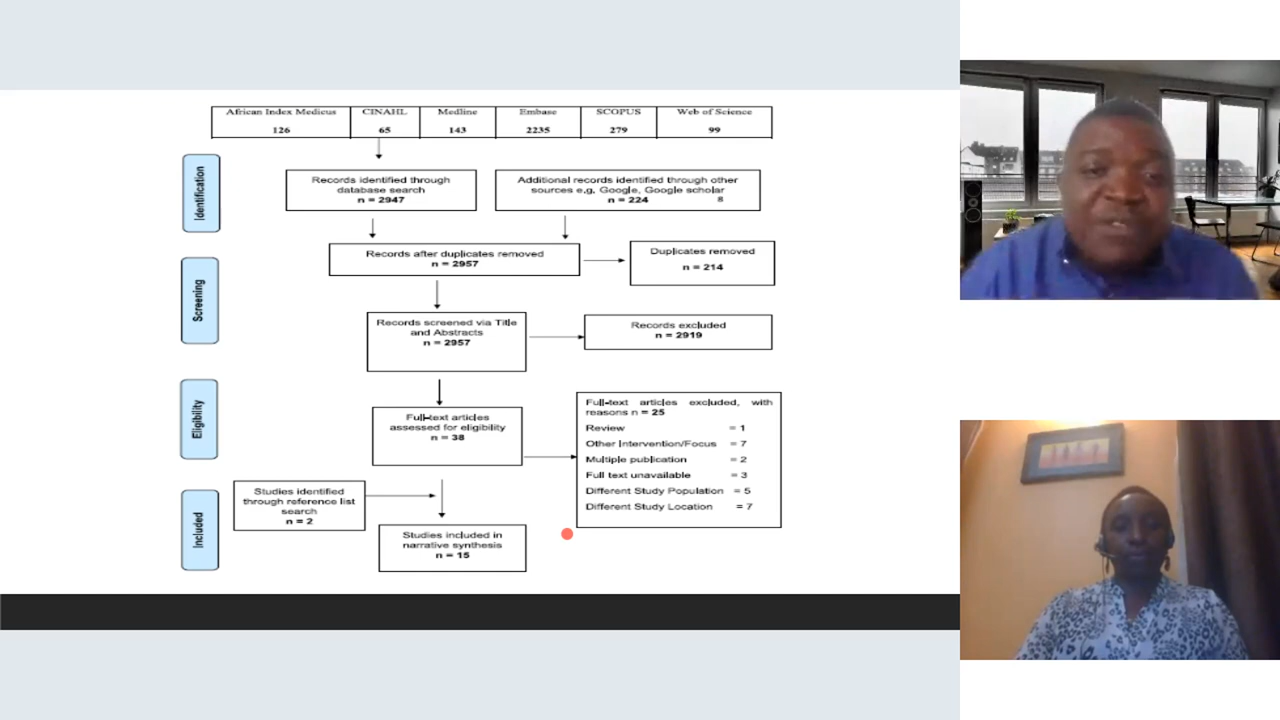 African Index Medicus CINAHL Medline Embase SCOPUS Web of Science
126 65 143 2235 279 99
Identification
Records identified through
database search
n = 2947
Additional records identified through other
sources e,g, Google, Google scholar
n = 224 8
Records after duplicates removed
n = 2957
Duplicates removed
n = 214
Screening
Records screened via Title
and Abstracts
n = 2957
Records excluded
n = 2919
Eligibility
Full-text articles
assessed for eligibility
n = 38
Full-text articles excluded, with
reasons n = 25
Review = 1
Other Intervention/Focus = 7
Multiple publication = 2
Full text unavailable = 3
Different Study Population = 5
Different Study Location = 7
Included
Studies identified
through reference list
search
n = 2
Studies included in
narrative synthesis
n = 15